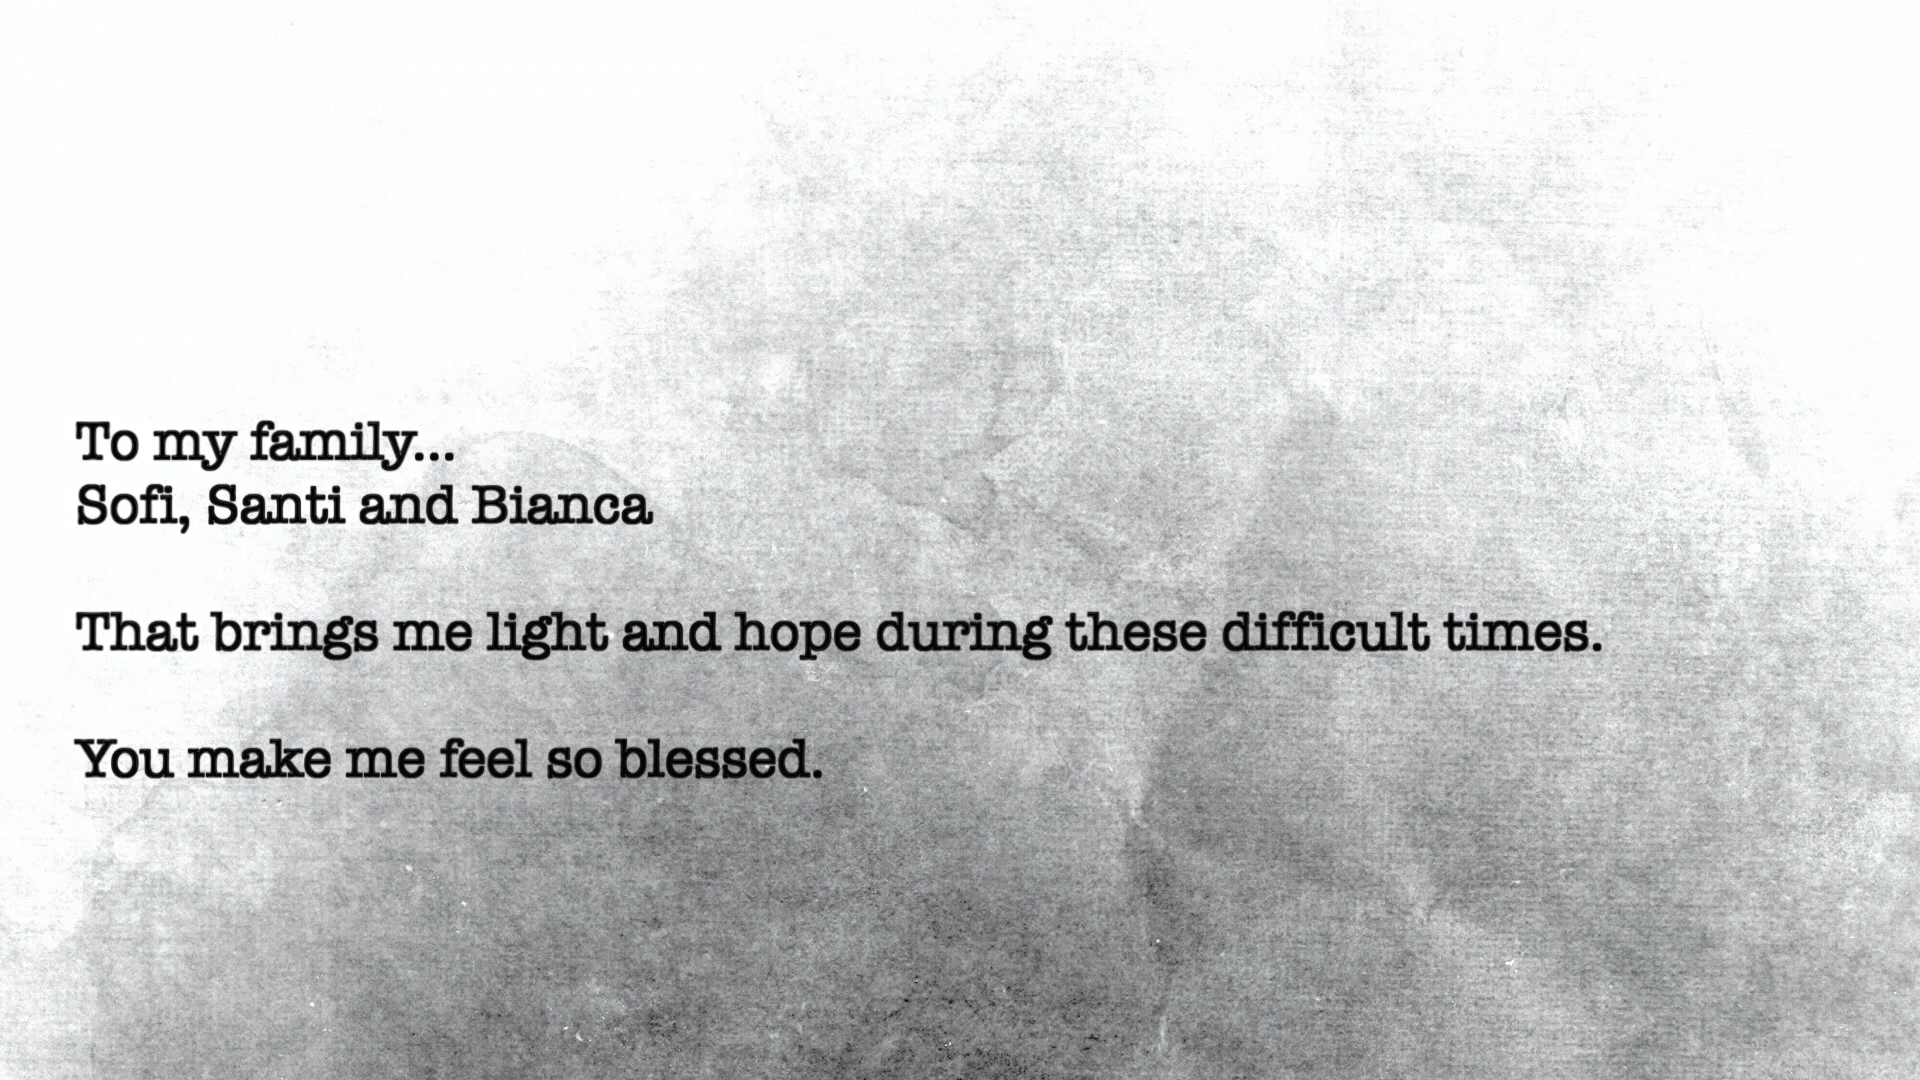 To my family...
Sofi, Santi and Bianca
That brings me light and hope during these difficult times.
You make me feel so blessed.